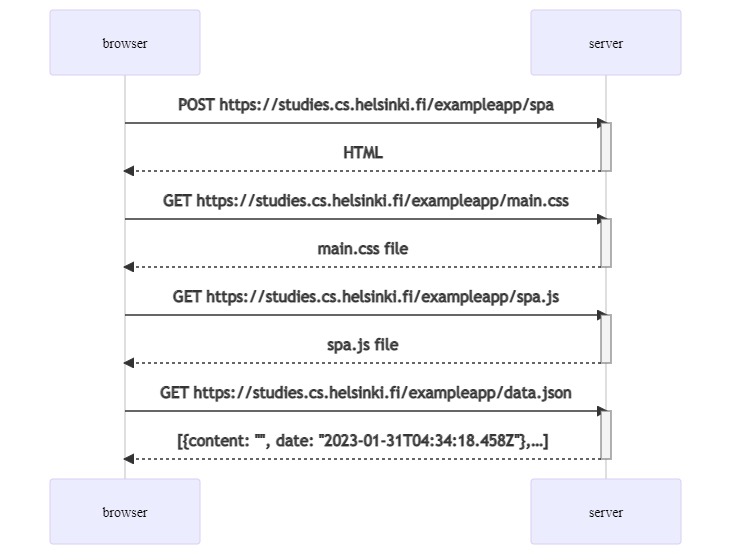 browser
server
POST https://studies.cs.helsinki.fi/exampleapp/spa
HTML
GET https://studies.cs.helsinki.fi/exampleapp/main.css
main.css file
GET https://studies.cs.helsinki.fi/exampleapp/spa.js
spa.js file
GET https://studies.cs.helsinki.fi/exampleapp/data.json
[{content: "", date: "2023-01-31T04:34:18.458Z"},...]
browser
server